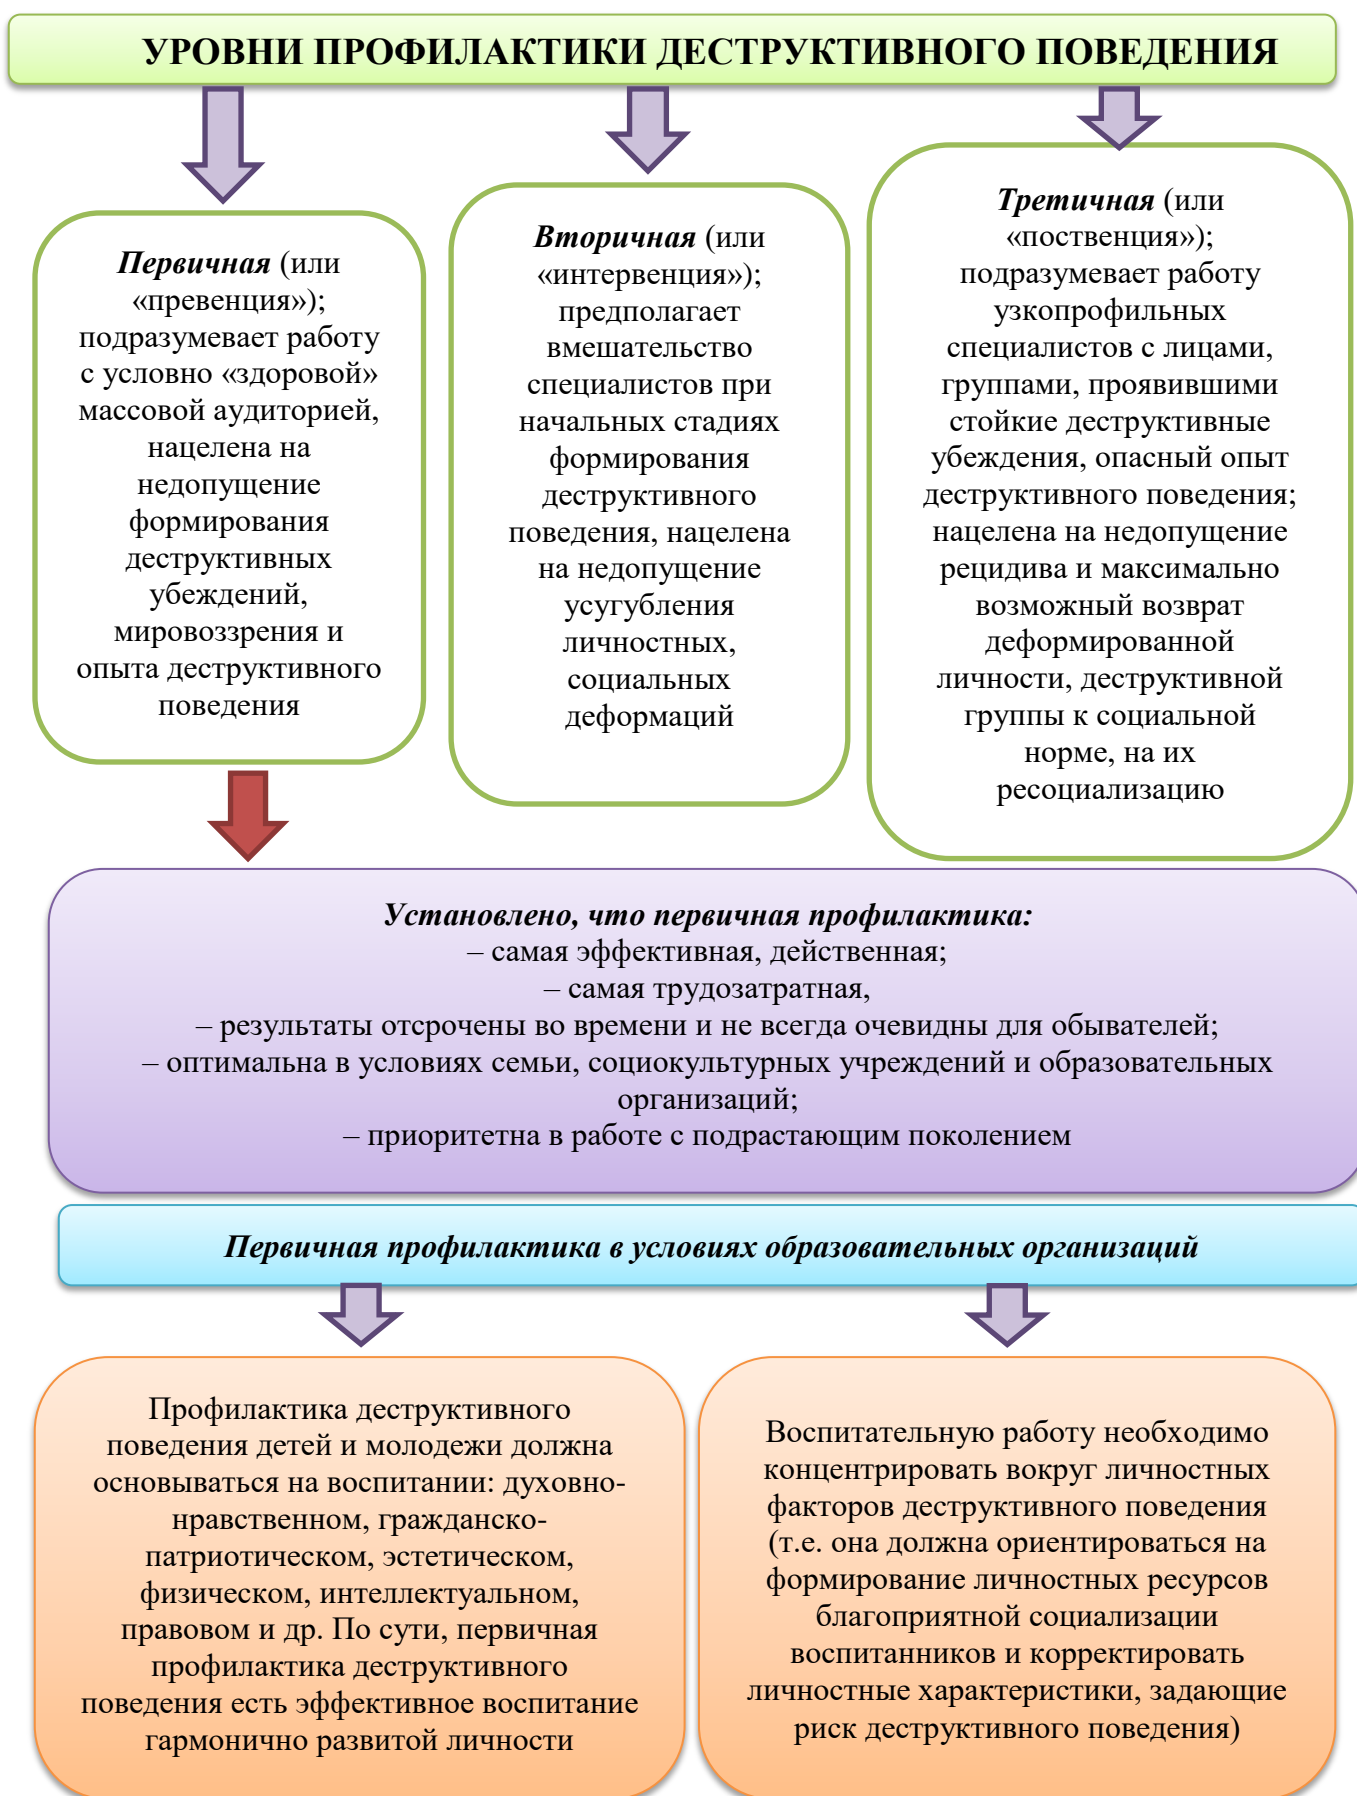 УРОВНИ ПРОФИЛАКТИКИ ДЕСТРУКТИВНОГО ПОВЕДЕНИЯ
Первичная (или
«превенция»);
подразумевает работу
с условно «здоровой»
массовой аудиторией,
нацелена на
недопущение
формирования
деструктивных
убеждений,
мировоззрения и
опыта деструктивного
поведения
Вторичная (или
«интервенция»);
предполагает
вмешательство
специалистов при
начальных стадиях
формирования
деструктивного
поведения, нацелена
на недопущение
усугубления
личностных,
социальных
деформаций
Третичная (или
«поственция»);
подразумевает работу
узкопрофильных
специалистов с лицами,
группами, проявившими
стойкие деструктивные
убеждения, опасный опыт
деструктивного поведения;
нацелена на недопущение
рецидива и максимально
возможный возврат
деформированной
личности, деструктивной
группы к социальной
норме, на их
ресоциализацию
Установлено, что первичная профилактика:
– самая эффективная, действенная;
– самая трудозатратная,
– результаты отсрочены во времени и не всегда очевидны для обывателей;
– оптимальна в условиях семьи, социокультурных учреждений и образовательных
организаций;
– приоритетна в работе с подрастающим поколением
Первичная профилактика в условиях образовательных организаций
Профилактика деструктивного
поведения детей и молодежи должна
основываться на воспитании: духовно-
нравственном, гражданско-
патриотическом, эстетическом,
физическом, интеллектуальном,
правовом и др. По сути, первичная
профилактика деструктивного
поведения есть эффективное воспитание
гармонично развитой личности
Воспитательную работу необходимо
концентрировать вокруг личностных
факторов деструктивного поведения
(т.е. она должна ориентироваться на
формирование личностных ресурсов
благоприятной социализации
воспитанников и корректировать
личностные характеристики, задающие
риск деструктивного поведения)